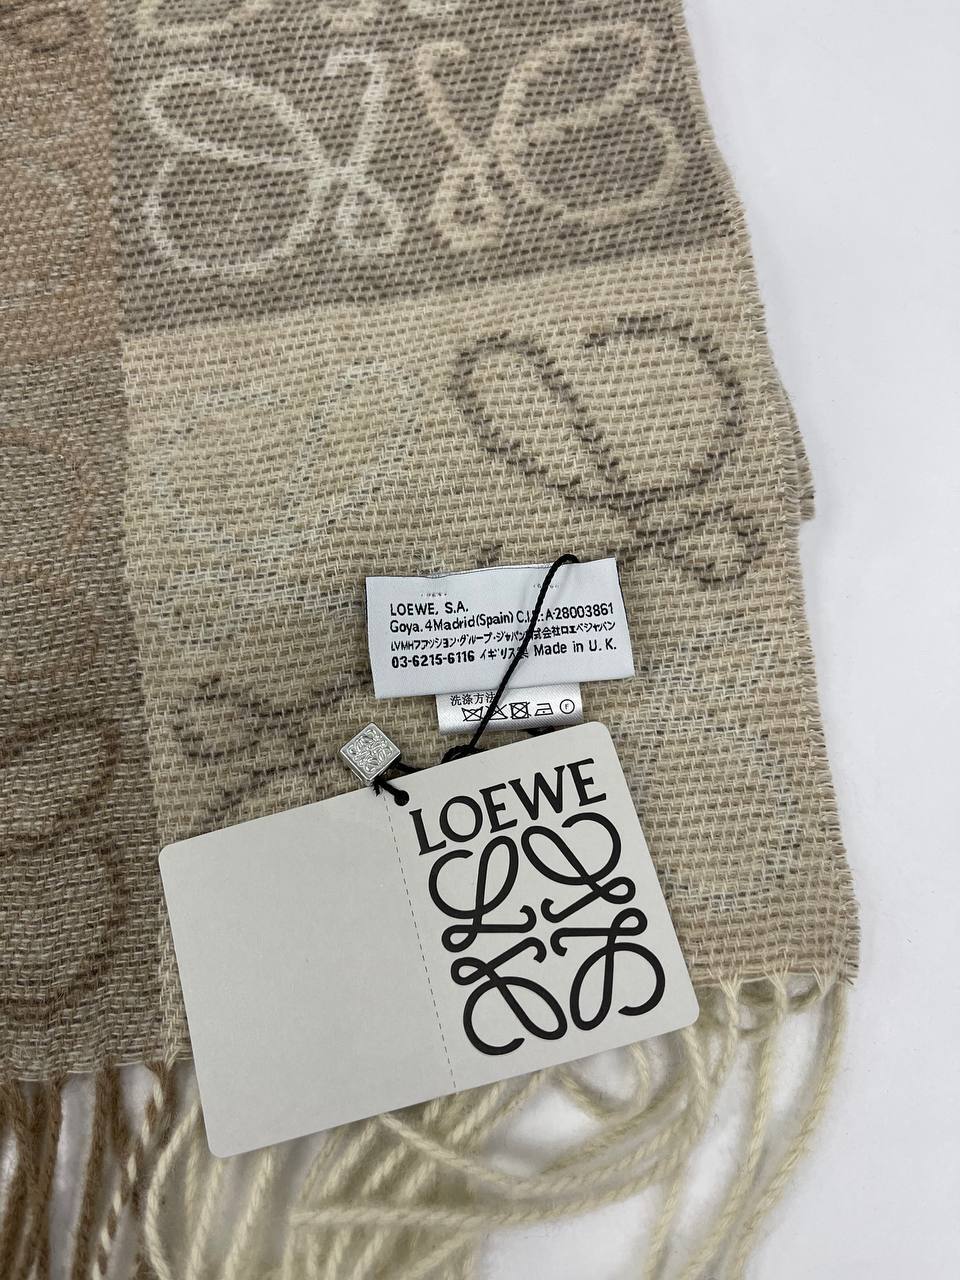 LOEWE, S.A.
Goya. 4 Madrid (Spain) C.I.F.: A-28003861
LVMHファッション・グループ・ジャパン株式会社ロエベジャパン
03-6215-6116 イギリス製 Made in U. K.
洗涤方法
F
LOEWE